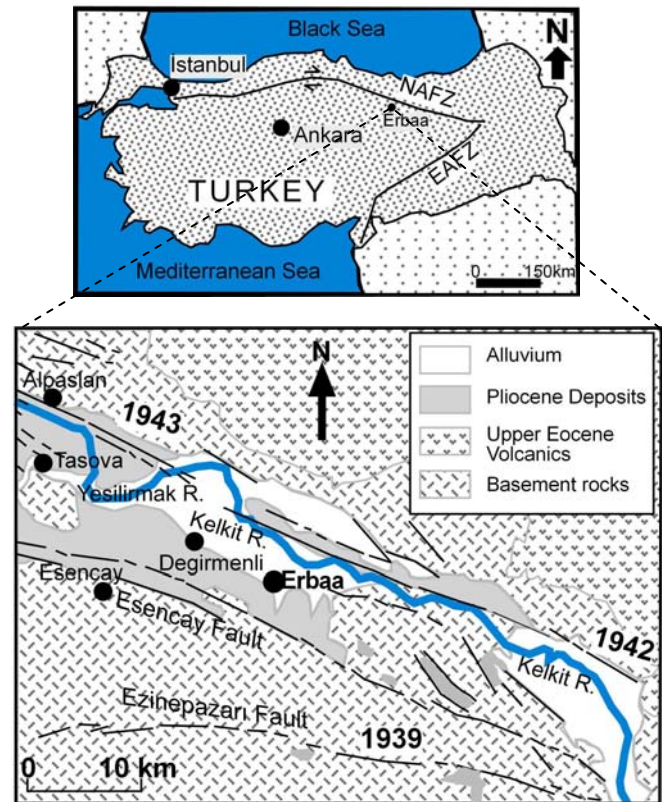 Black Sea
N
Istanbul
NAFZ
Erbaa
Ankara
EAFZ
TURKEY
Mediterranean Sea
0 150km
N
Alluvium
Pliocene Deposits
Upper Eocene
Volcanics
Basement rocks
Alpaslan
1943
Tasova
Yesilirmak R.
Kelkit R.
Degirmenli
Esencay
Erbaa
Esencay Fault
1942
Kelkit R.
Ezinepazarı Fault
1939
0 10 km